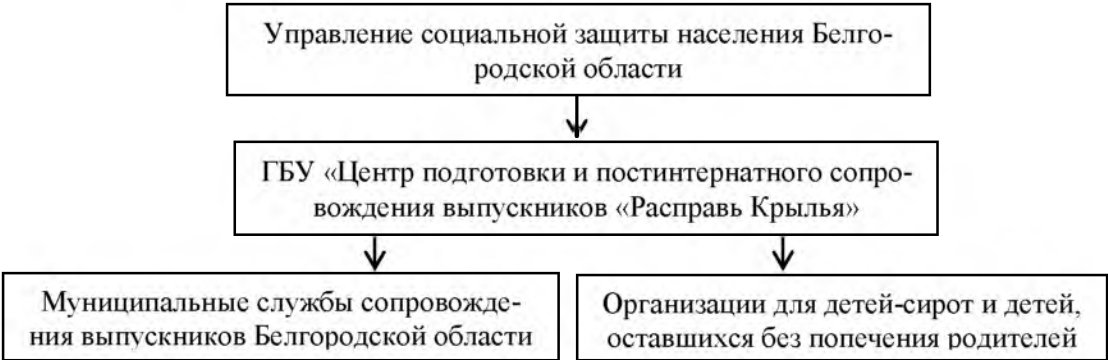 Управление социальной защиты населения Белго-
родской области
ГБУ «Центр подготовки и постинтернатного сопро-
вождения выпускников «Расправь Крылья»
Муниципальные службы сопровожде-
ния выпускников Белгородской области
Организации для детей-сирот и детей,
оставшихся без попечения родителей